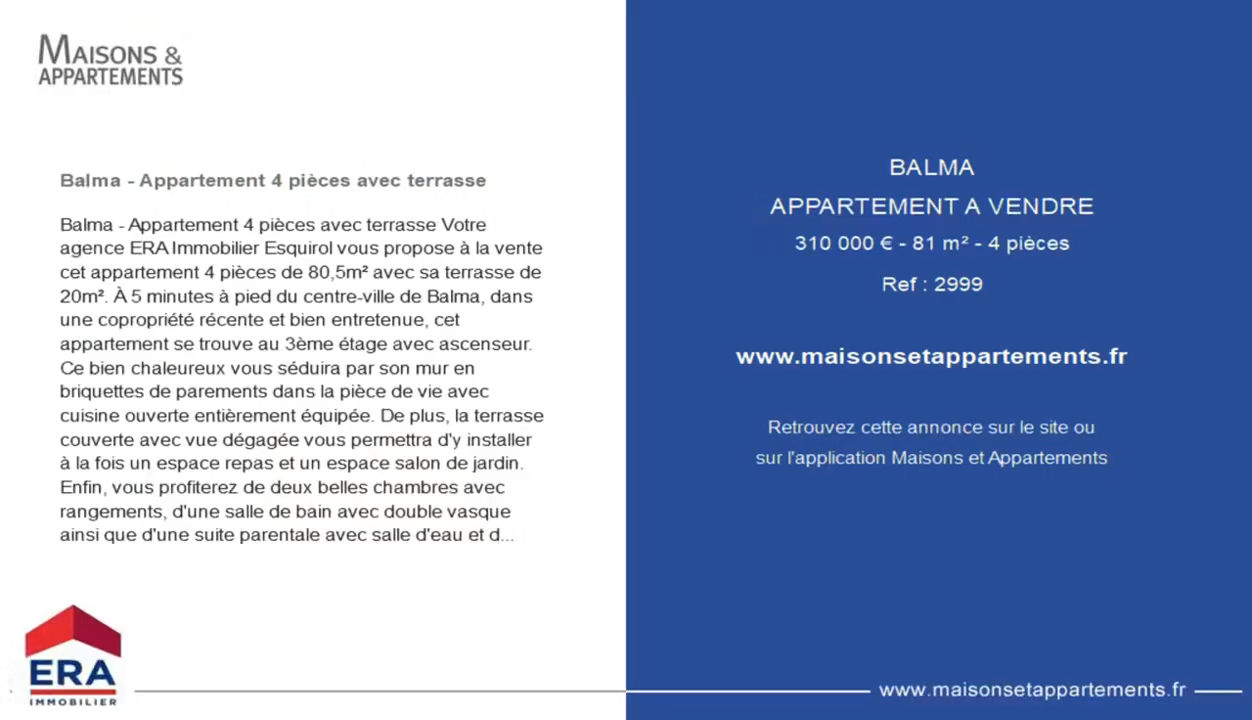 MAISONS &
APPARTEMENTS
Balma - Appartement 4 pièces avec terrasse
Balma - Appartement 4 pièces avec terrasse Votre
agence ERA Immobilier Esquirol vous propose à la vente
cet appartement 4 pièces de 80,5m² avec sa terrasse de
20m². À 5 minutes à pied du centre-ville de Balma, dans
une copropriété récente et bien entretenue, cet
appartement se trouve au 3ème étage avec ascenseur.
Ce bien chaleureux vous séduira par son mur en
briquettes de parements dans la pièce de vie avec
cuisine ouverte entièrement équipée. De plus, la terrasse
couverte avec vue dégagée vous permettra d'y installer
à la fois un espace repas et un espace salon de jardin.
Enfin, vous profiterez de deux belles chambres avec
rangements, d'une salle de bain avec double vasque
ainsi que d'une suite parentale avec salle d'eau et d...
ERA
IMMOBILIER
BALMA
APPARTEMENT A VENDRE
310 000 € - 81 m² - 4 pièces
Ref : 2999
www.maisonsetappartements.fr
Retrouvez cette annonce sur le site ou
sur l'application Maisons et Appartements
www.maisonsetappartements.fr